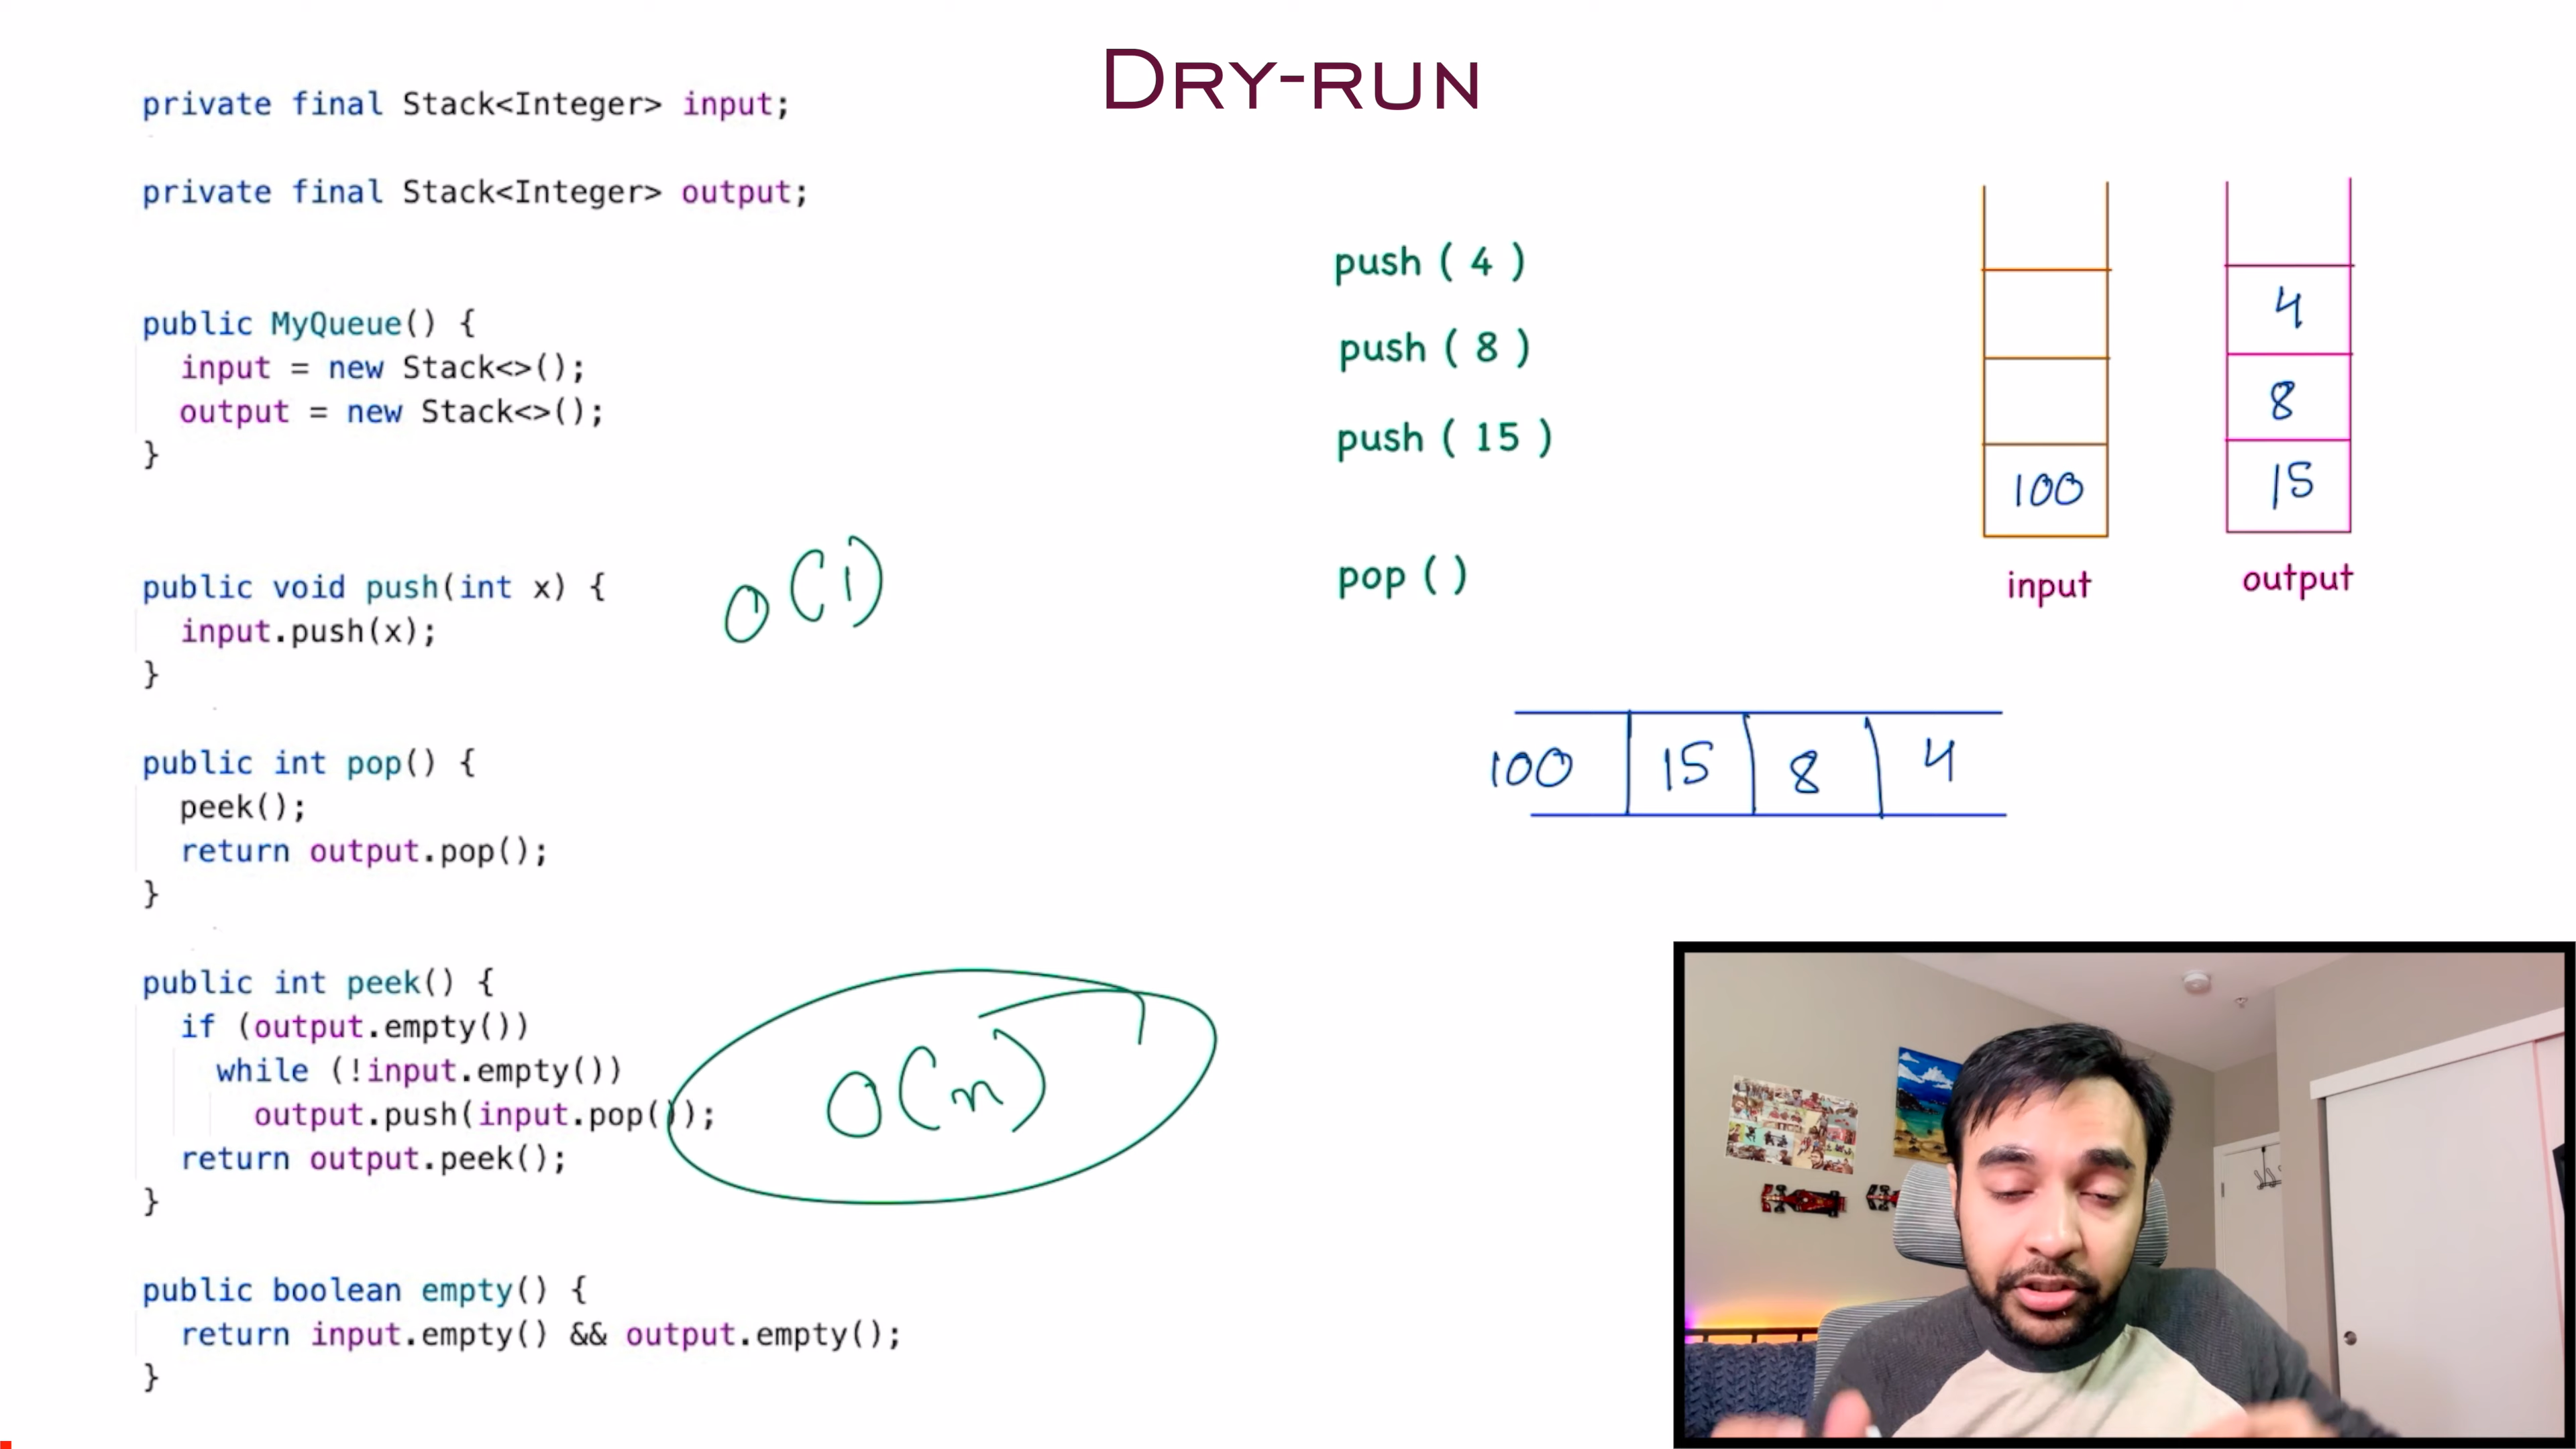 DRY-RUN
private final Stack<Integer> input;
private final Stack<Integer> output;
public MyQueue() {
input = new Stack<>();
output = new Stack<>();
}
public void push(int x) {
input.push(x);
}
O(1)
public int pop() {
peek();
return output.pop();
}
public int peek() {
if (output.empty())
while (!input.empty())
output.push(input.pop());
return output.peek();
}
O(n)
public boolean empty() {
return input.empty() && output.empty();
}
push ( 4 )
push ( 8 )
push ( 15 )
pop ( )
100
input
4
8
15
output
100 15 8 4